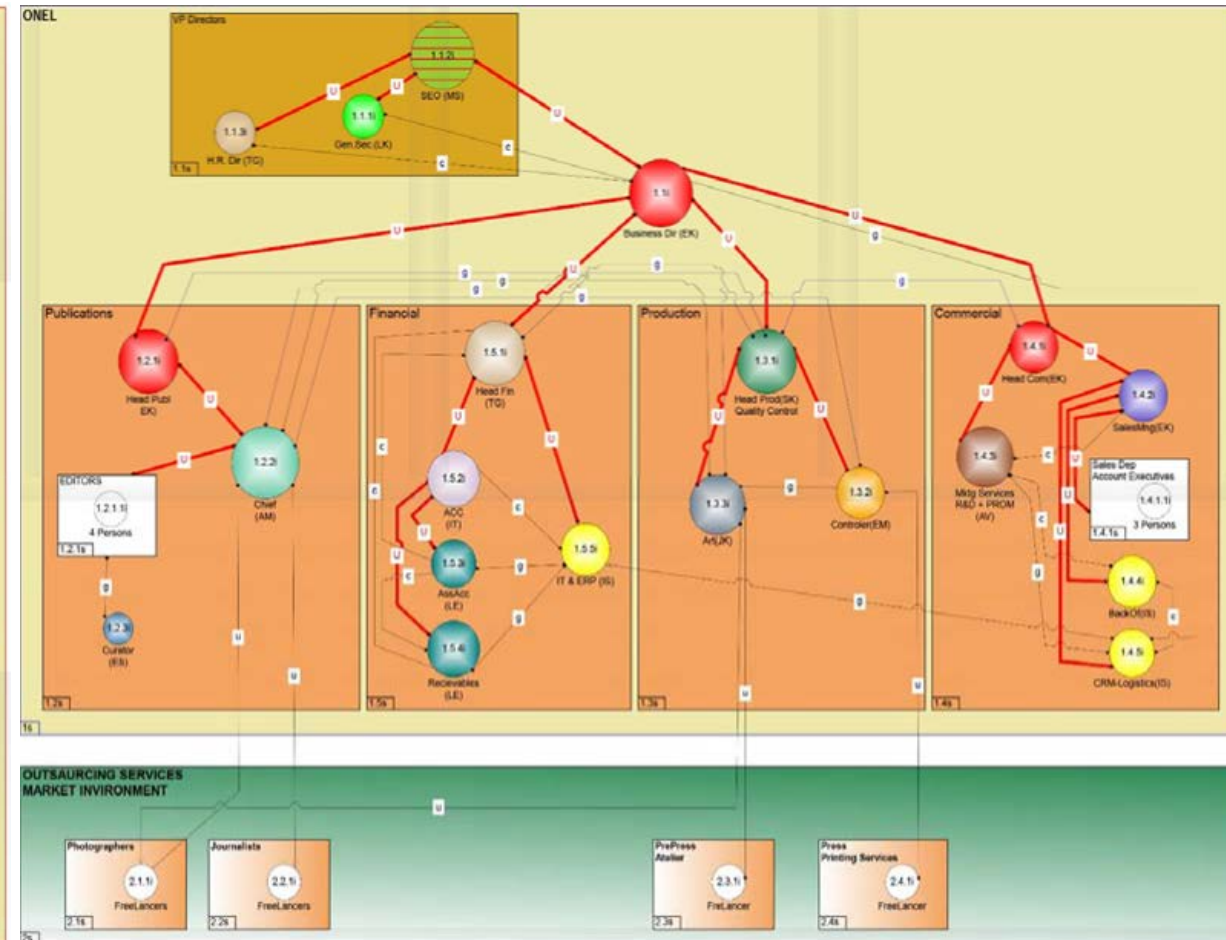 ONEL
VP Directors
1.1.2i
SEO (MS)
U
U
U
1.1.1i
Gen.Sec.(LK)
1.1.3i
H.R. Dir (TG)
c
c
1.1s
1.1i
Business Dir (EK)
U
U
U
U
g
g
g
g
g
g
g
Publications
1.2.1i
Head Publ
EK)
U
U
1.2.2i
Chief
(AM)
EDITORS
1.2.1.1i
4 Persons
1.2.1s
g
1.2.3i
Curator
u
u
1.2s
Financial
1.5.1i
Head Fin
(TG)
U
U
c
c
1.5.2i
ACC
(IT)
c
U
U
c
1.5.3i
AssAcc
(LE)
g
g
1.5.5i
IT & ERP (IS)
1.5.4i
Recievables
(LE)
1.5s
Production
1.3.1i
Head Prod(SK)
Quality Control
U
U
1.3.3i
Art(JK)
g
1.3.2i
Controler(EM)
g
u
u
1.3s
Commercial
1.4.1i
Head Com(EK)
U
U
1.4.2i
SalesMng(EK)
1.4.3i
Mktg Services
R&D + PROM
(AV)
c
U
U
U
Sales Dep
Account Executives
1.4.1.1i
3 Persons
1.4.1s
c
g
1.4.4i
BackOf(IS)
c
1.4.5i
CRM-Logistics(IS)
1.4s
1s
OUTSAURCING SERVICES
MARKET INVIRONMENT
u
Photographers
2.1.1i
FreeLancers
2.1s
Journalists
2.2.1i
FreeLancers
2.2s
PrePress
Atelier
2.3.1i
FreLancer
2.3s
Press
Printing Services
2.4.1i
FreeLancer
2.4s
2s